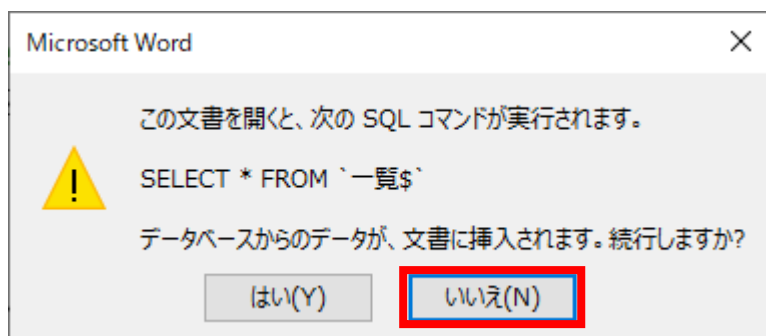 Microsoft Word
この文書を開くと、次の SQL コマンドが実行されます。
SELECT * FROM `一覧$`
データベースからのデータが、文書に挿入されます。続行しますか?
はい(Y) いいえ(N)